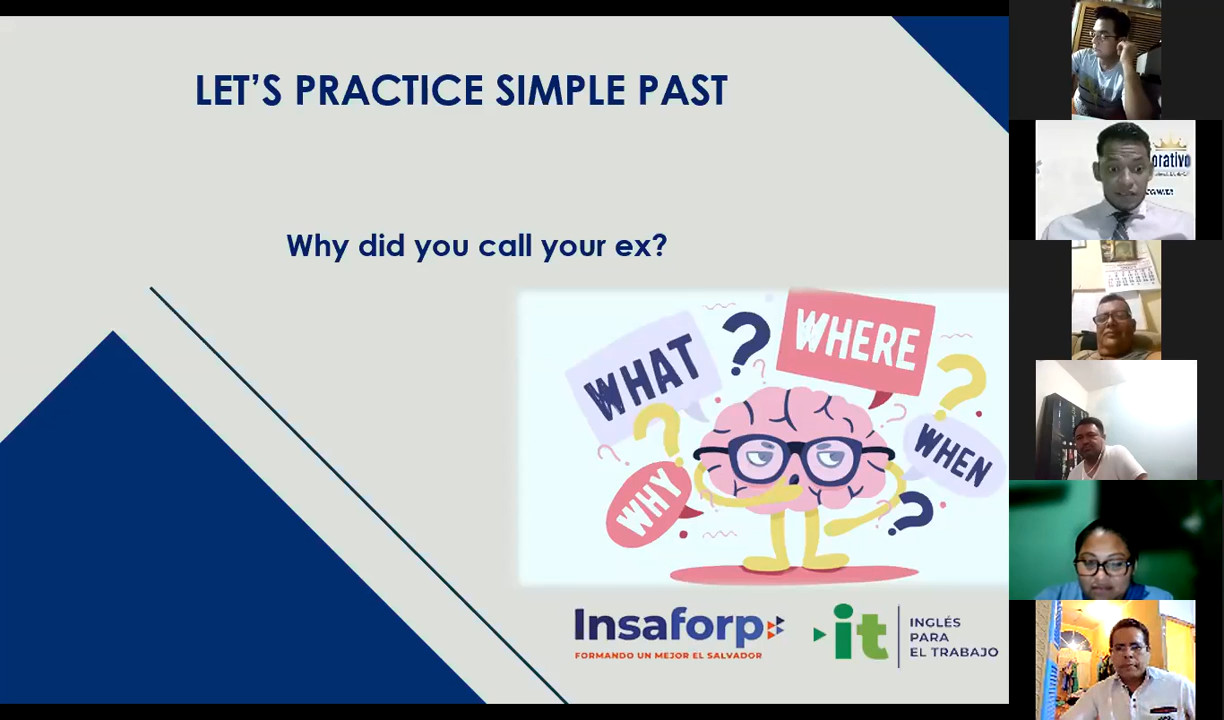 LET'S PRACTICE SIMPLE PAST
Why did you call your ex?
WHAT
WHERE
WHEN
WHY
Insaforp
FORMANDO UN MEJOR EL SALVADOR
it
INGLÉS
PARA
EL TRABAJO
orativo